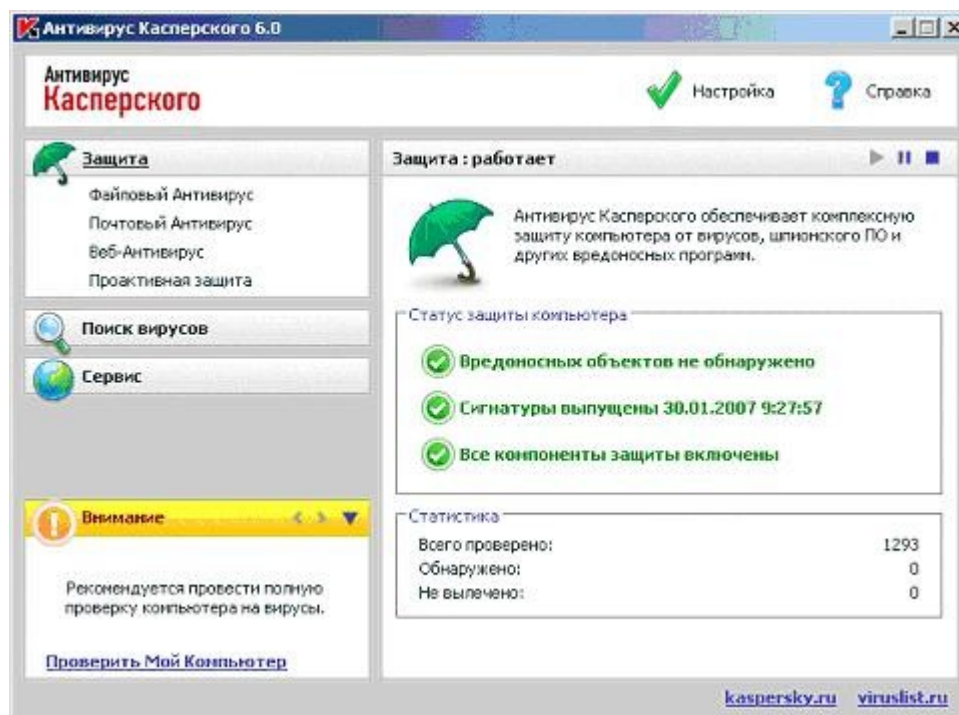 Антивирус Касперского 6.0
Антивирус
Касперского
Настройка
Справка
Защита
Файловый Антивирус
Почтовый Антивирус
Веб-Антивирус
Проактивная защита
Поиск вирусов
Сервис
Внимание
Рекомендуется провести полную
проверку компьютера на вирусы.
Проверить Мой Компьютер
Защита : работает
Антивирус Касперского обеспечивает комплексную
защиту компьютера от вирусов, шпионского ПО и
других вредоносных программ.
Статус защиты компьютера
Вредоносных объектов не обнаружено
Сигнатуры выпущены 30.01.2007 9:27:57
Все компоненты защиты включены
Статистика
Всего проверено: 1293
Обнаружено: 0
Не вылечено: 0
kaspersky.ru viruslist.ru